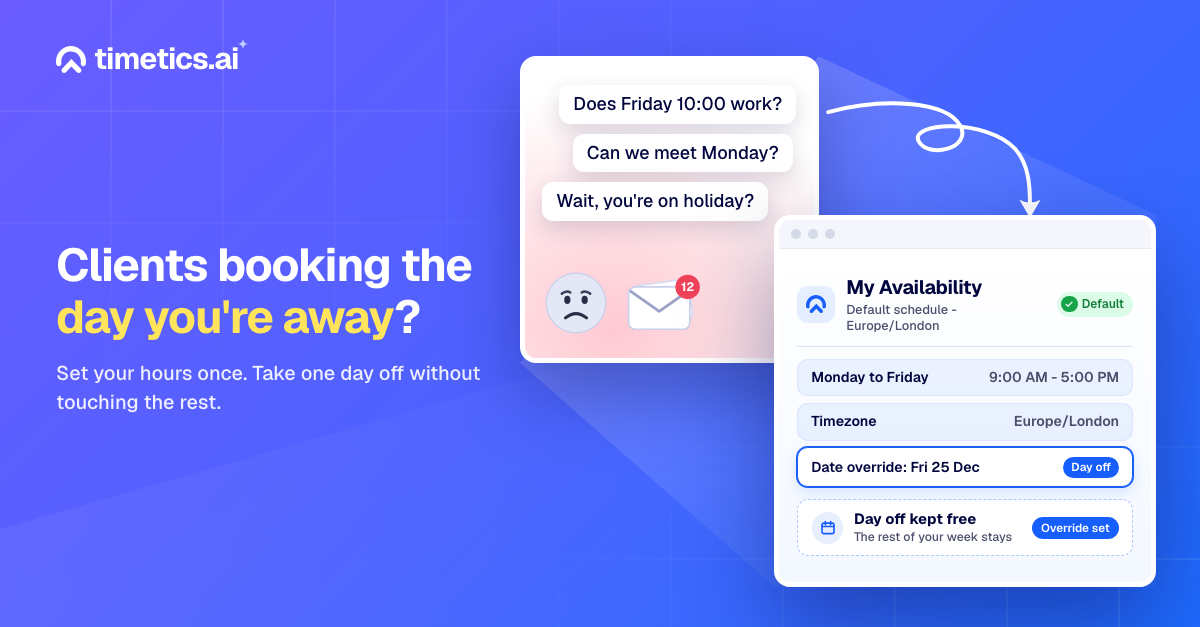 timetics.ai
Clients booking the
day you're away?
Set your hours once. Take one day off without
touching the rest.
Does Friday 10:00 work?
Can we meet Monday?
Wait, you're on holiday?
12
My Availability
Default schedule -
Europe/London
Default
Monday to Friday 9:00 AM - 5:00 PM
Timezone Europe/London
Date override: Fri 25 Dec Day off
Day off kept free
The rest of your week stays
Override set